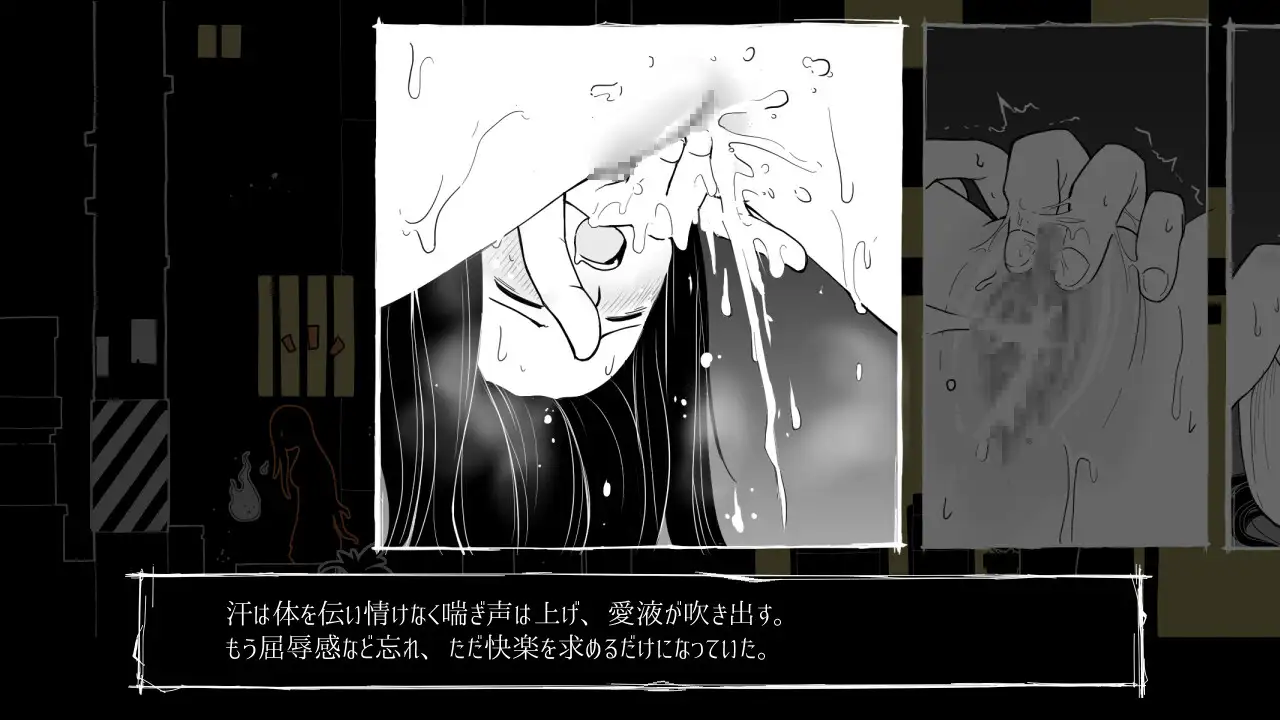 汗は体を伝い情けなく喘ぎ声は上げ、愛液が吹き出す。
もう屈辱感など忘れ、ただ快楽を求めるだけになっていた。